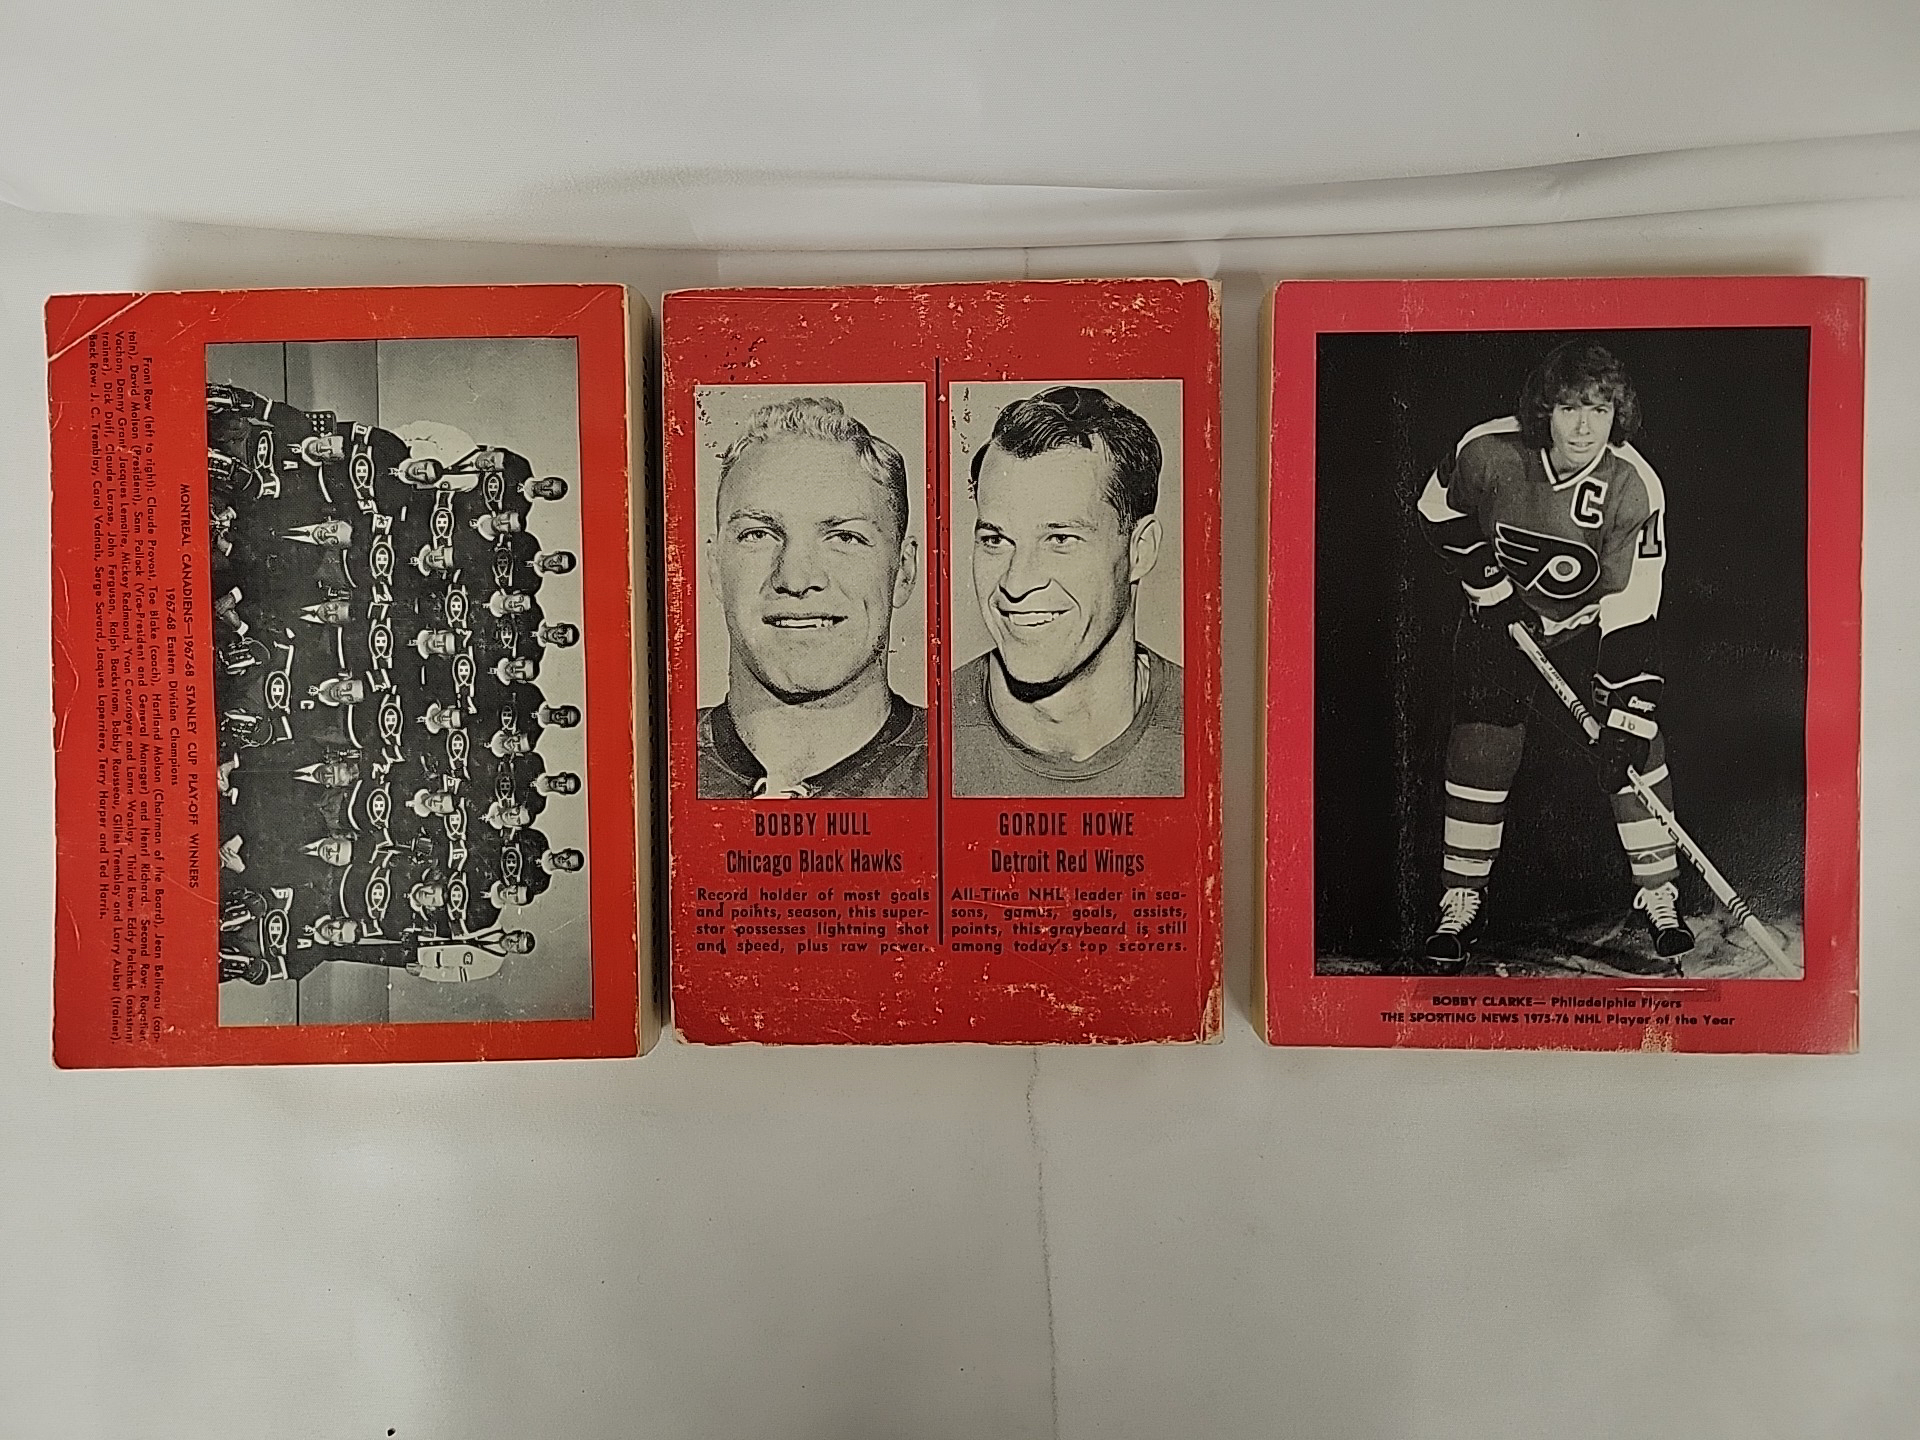 MONTREAL CANADIENS—1967-68 STANLEY CUP PLAY-OFF WINNERS
1967-68 Eastern Division Champions
Front Row (left to right): Claude Provost, Toe Blake (coach), Hartland Molson (Chairman of the Board), Jean Beliveau (cap-
tain), David Molson (President), Sam Pollock (Vice-President and General Manager) and Henri Richard. Second Row: Rogatien
Vachon, Danny Grant, Jacques Lemaire, Mickey Redmond, Yvan Cournoyer and Lorne Worsley. Third Row: Eddy Palchak (assistant
trainer), Dick Duff, Claude Larose, John Ferguson, Ralph Backstrom, Bobby Rousseau, Gilles Tremblay and Larry Aubut (trainer).
Back Row: J. C. Tremblay, Carol Vadnais, Serge Savard, Jacques Laperriere, Terry Harper and Ted Harris.
BOBBY HULL
Chicago Black Hawks
Record holder of most goals
and points, season, this super-
star possesses lightning shot
and speed, plus raw power.
GORDIE HOWE
Detroit Red Wings
All-Time NHL leader in sea-
sons, games, goals, assists,
points, this graybeard is still
among today's top scorers.
C
1
16
BOBBY CLARKE— Philadelphia Flyers
THE SPORTING NEWS 1975-76 NHL Player of the Year